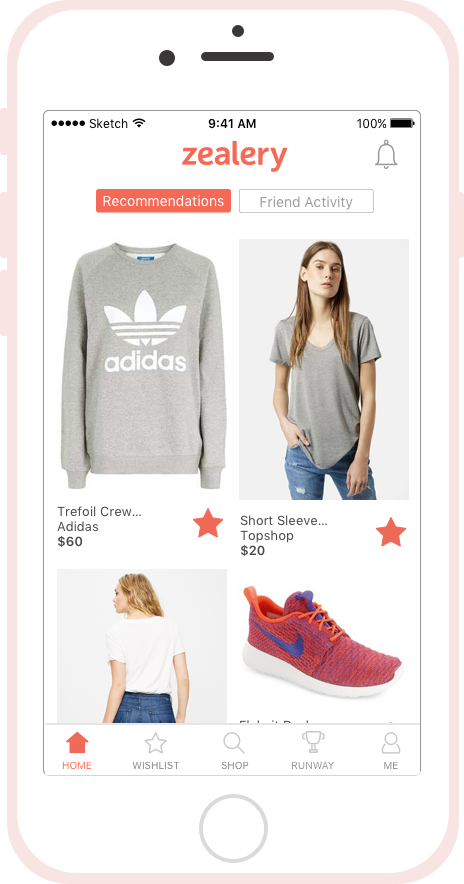 Sketch
9:41 AM
100%
zealery
Recommendations
Friend Activity
adidas
Trefoil Crew...
Adidas
$60
Short Sleeve...
Topshop
$20
HOME
WISHLIST
SHOP
RUNWAY
ME